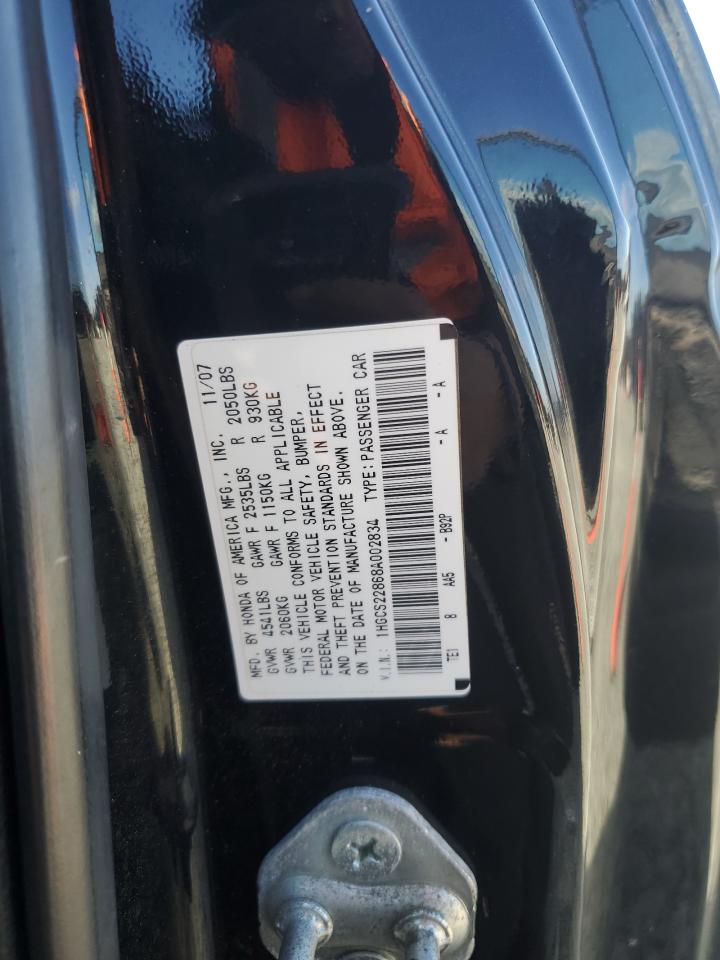 MFD. BY HONDA OF AMERICA MFG., INC. 11/07
GVWR 4541LBS GAWR F 2535LBS R 2050LBS
GVWR 2060KG GAWR F 1150KG R 930KG
THIS VEHICLE CONFORMS TO ALL APPLICABLE
FEDERAL MOTOR VEHICLE SAFETY, BUMPER,
AND THEFT PREVENTION STANDARDS IN EFFECT
ON THE DATE OF MANUFACTURE SHOWN ABOVE.
V.I.N.: 1HGCS22868A002834 TYPE: PASSENGER CAR
TE1 8 AA5 - B92P - A - A